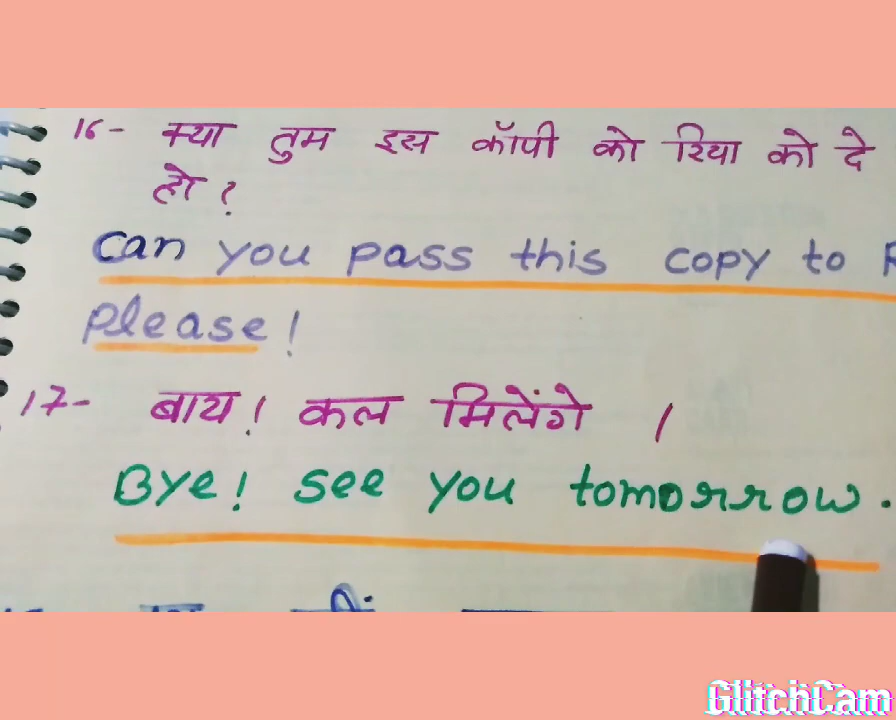 16- क्या तुम इस कॉपी को रिया को दे
हो?
Can you pass this copy to
please!
17- बाय! कल मिलेंगे ।
Bye! see you tomorrow.
GlitchCam